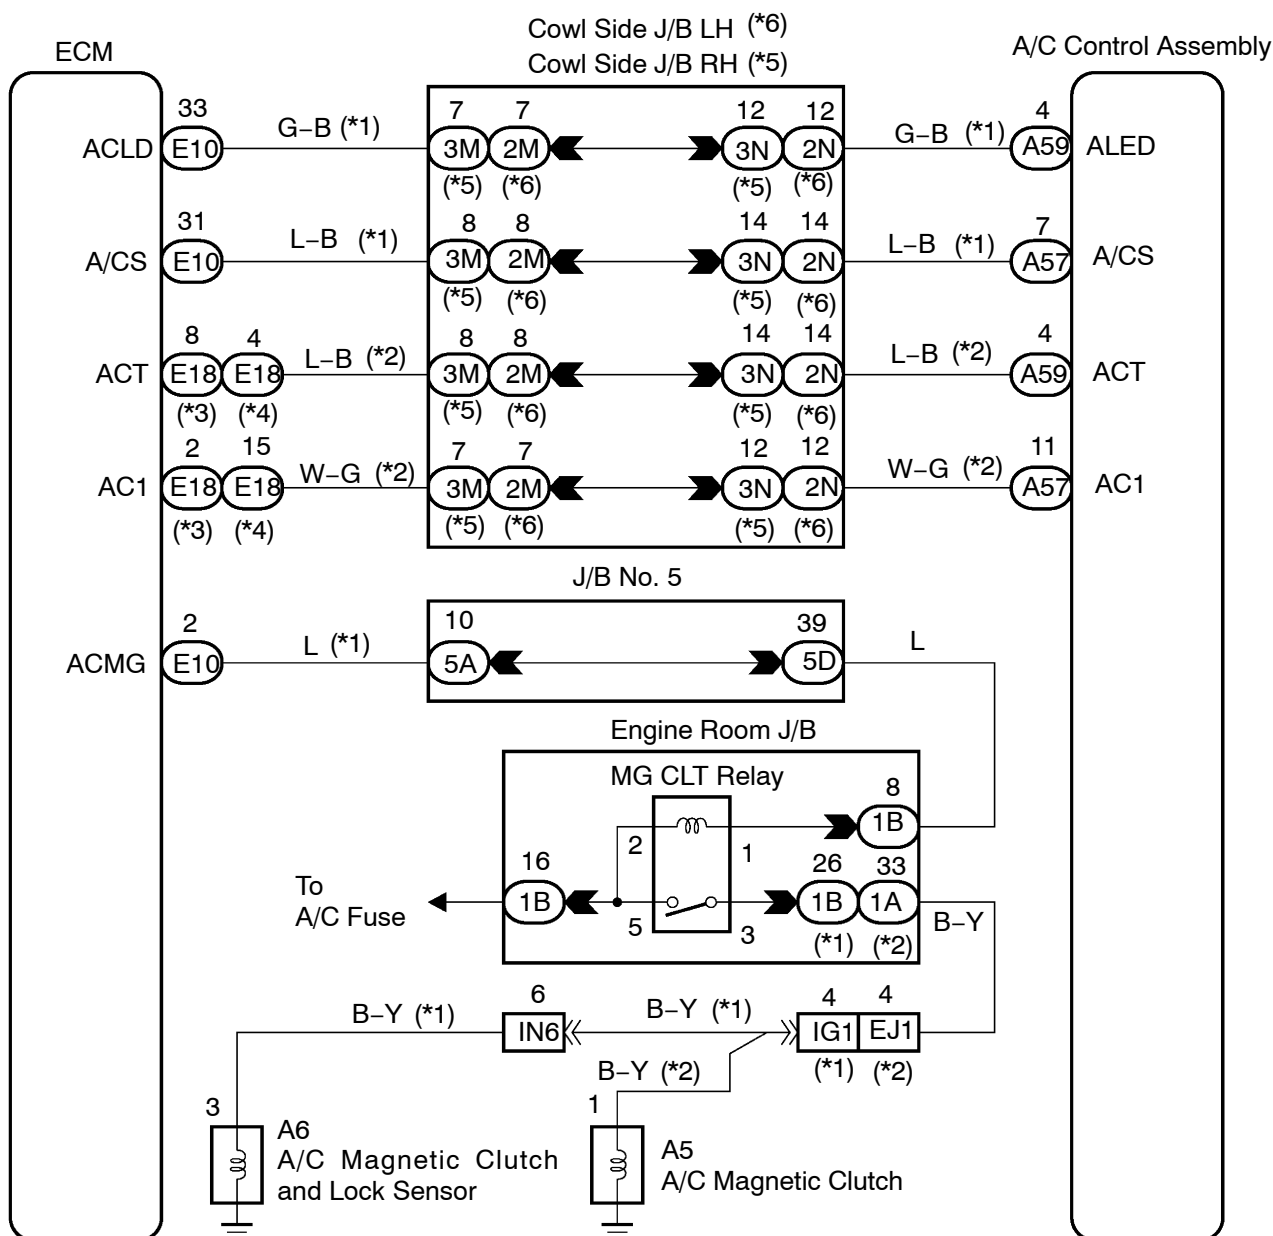 Cowl Side J/B LH (*6)
ECM
Cowl Side J/B RH (*5)
A/C Control Assembly
33
7 7 12 12
4
ACLD E10 G-B (*1) 3M 2M 3N 2N G-B (*1) A59 ALED
(*5) (*6) (*5) (*6)
31
8 8 14 14
7
A/CS E10 L-B (*1) 3M 2M 3N 2N L-B (*1) A57 A/CS
(*5) (*6) (*5) (*6)
8 4
8 8 14 14
4
ACT E18 E18 L-B (*2) 3M 2M 3N 2N L-B (*2) A59 ACT
(*3) (*4) (*5) (*6) (*5) (*6)
2 15
7 7 12 12
11
AC1 E18 E18 W-G (*2) 3M 2M 3N 2N W-G (*2) A57 AC1
(*3) (*4) (*5) (*6) (*5) (*6)
J/B No. 5
2 10 39
ACMG E10 L (*1) 5A 5D L
Engine Room J/B
MG CLT Relay
8
1B
2 1
16 26 33
To
A/C Fuse
1B 1B 1A
5 3
(*1) (*2)
B-Y
6 4 4
B-Y (*1) IN6 B-Y (*1) IG1 EJ1
(*1) (*2)
B-Y (*2)
3
A6
A/C Magnetic Clutch
and Lock Sensor
1
A5
A/C Magnetic Clutch